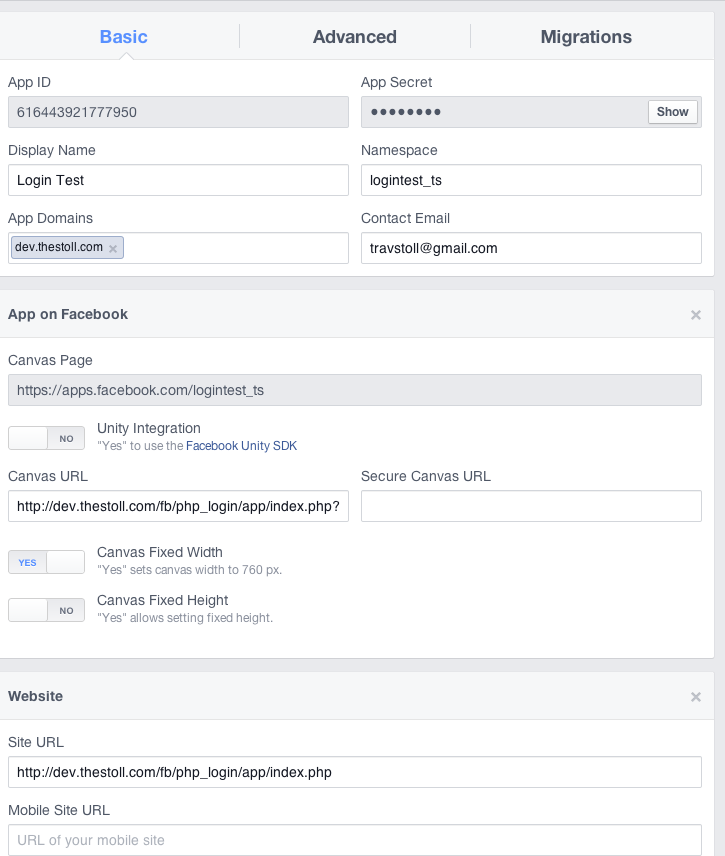 Basic Advanced Migrations
App ID App Secret
616443921777950 •••••••• Show
Display Name Namespace
Login Test logintest_ts
App Domains Contact Email
dev.thestoll.com × travstoll@gmail.com
App on Facebook ×
Canvas Page
https://apps.facebook.com/logintest_ts
Unity Integration
NO "Yes" to use the Facebook Unity SDK
Canvas URL Secure Canvas URL
http://dev.thestoll.com/fb/php_login/app/index.php?
Canvas Fixed Width
YES "Yes" sets canvas width to 760 px.
Canvas Fixed Height
NO "Yes" allows setting fixed height.
Website ×
Site URL
http://dev.thestoll.com/fb/php_login/app/index.php
Mobile Site URL
URL of your mobile site